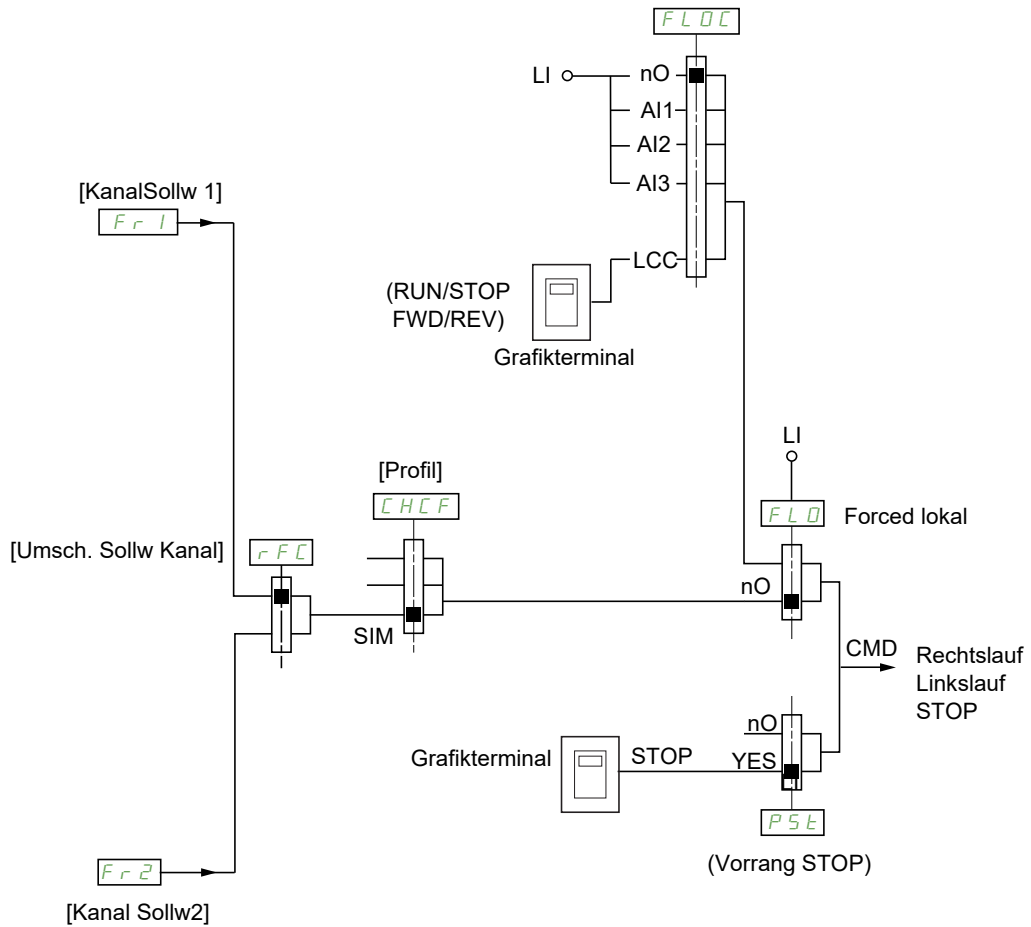 FLOC
LI
nO
AI1
AI2
AI3
[KanalSollw 1]
Fr1
LCC
(RUN/STOP
FWD/REV)
Grafikterminal
LI
[Profil]
CHCF
FLO
Forced lokal
[Umsch. Sollw Kanal]
rFC
nO
SIM
CMD
Rechtslauf
Linkslauf
STOP
nO
Grafikterminal
STOP
YES
PSt
(Vorrang STOP)
Fr2
[Kanal Sollw2]